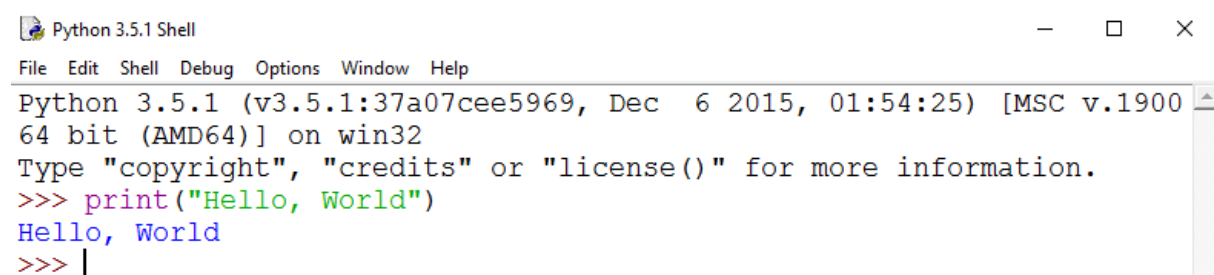 Python 3.5.1 Shell
File Edit Shell Debug Options Window Help
Python 3.5.1 (v3.5.1:37a07cee5969, Dec  6 2015, 01:54:25) [MSC v.1900
64 bit (AMD64)] on win32
Type "copyright", "credits" or "license()" for more information.
>>> print("Hello, World")
Hello, World
>>>